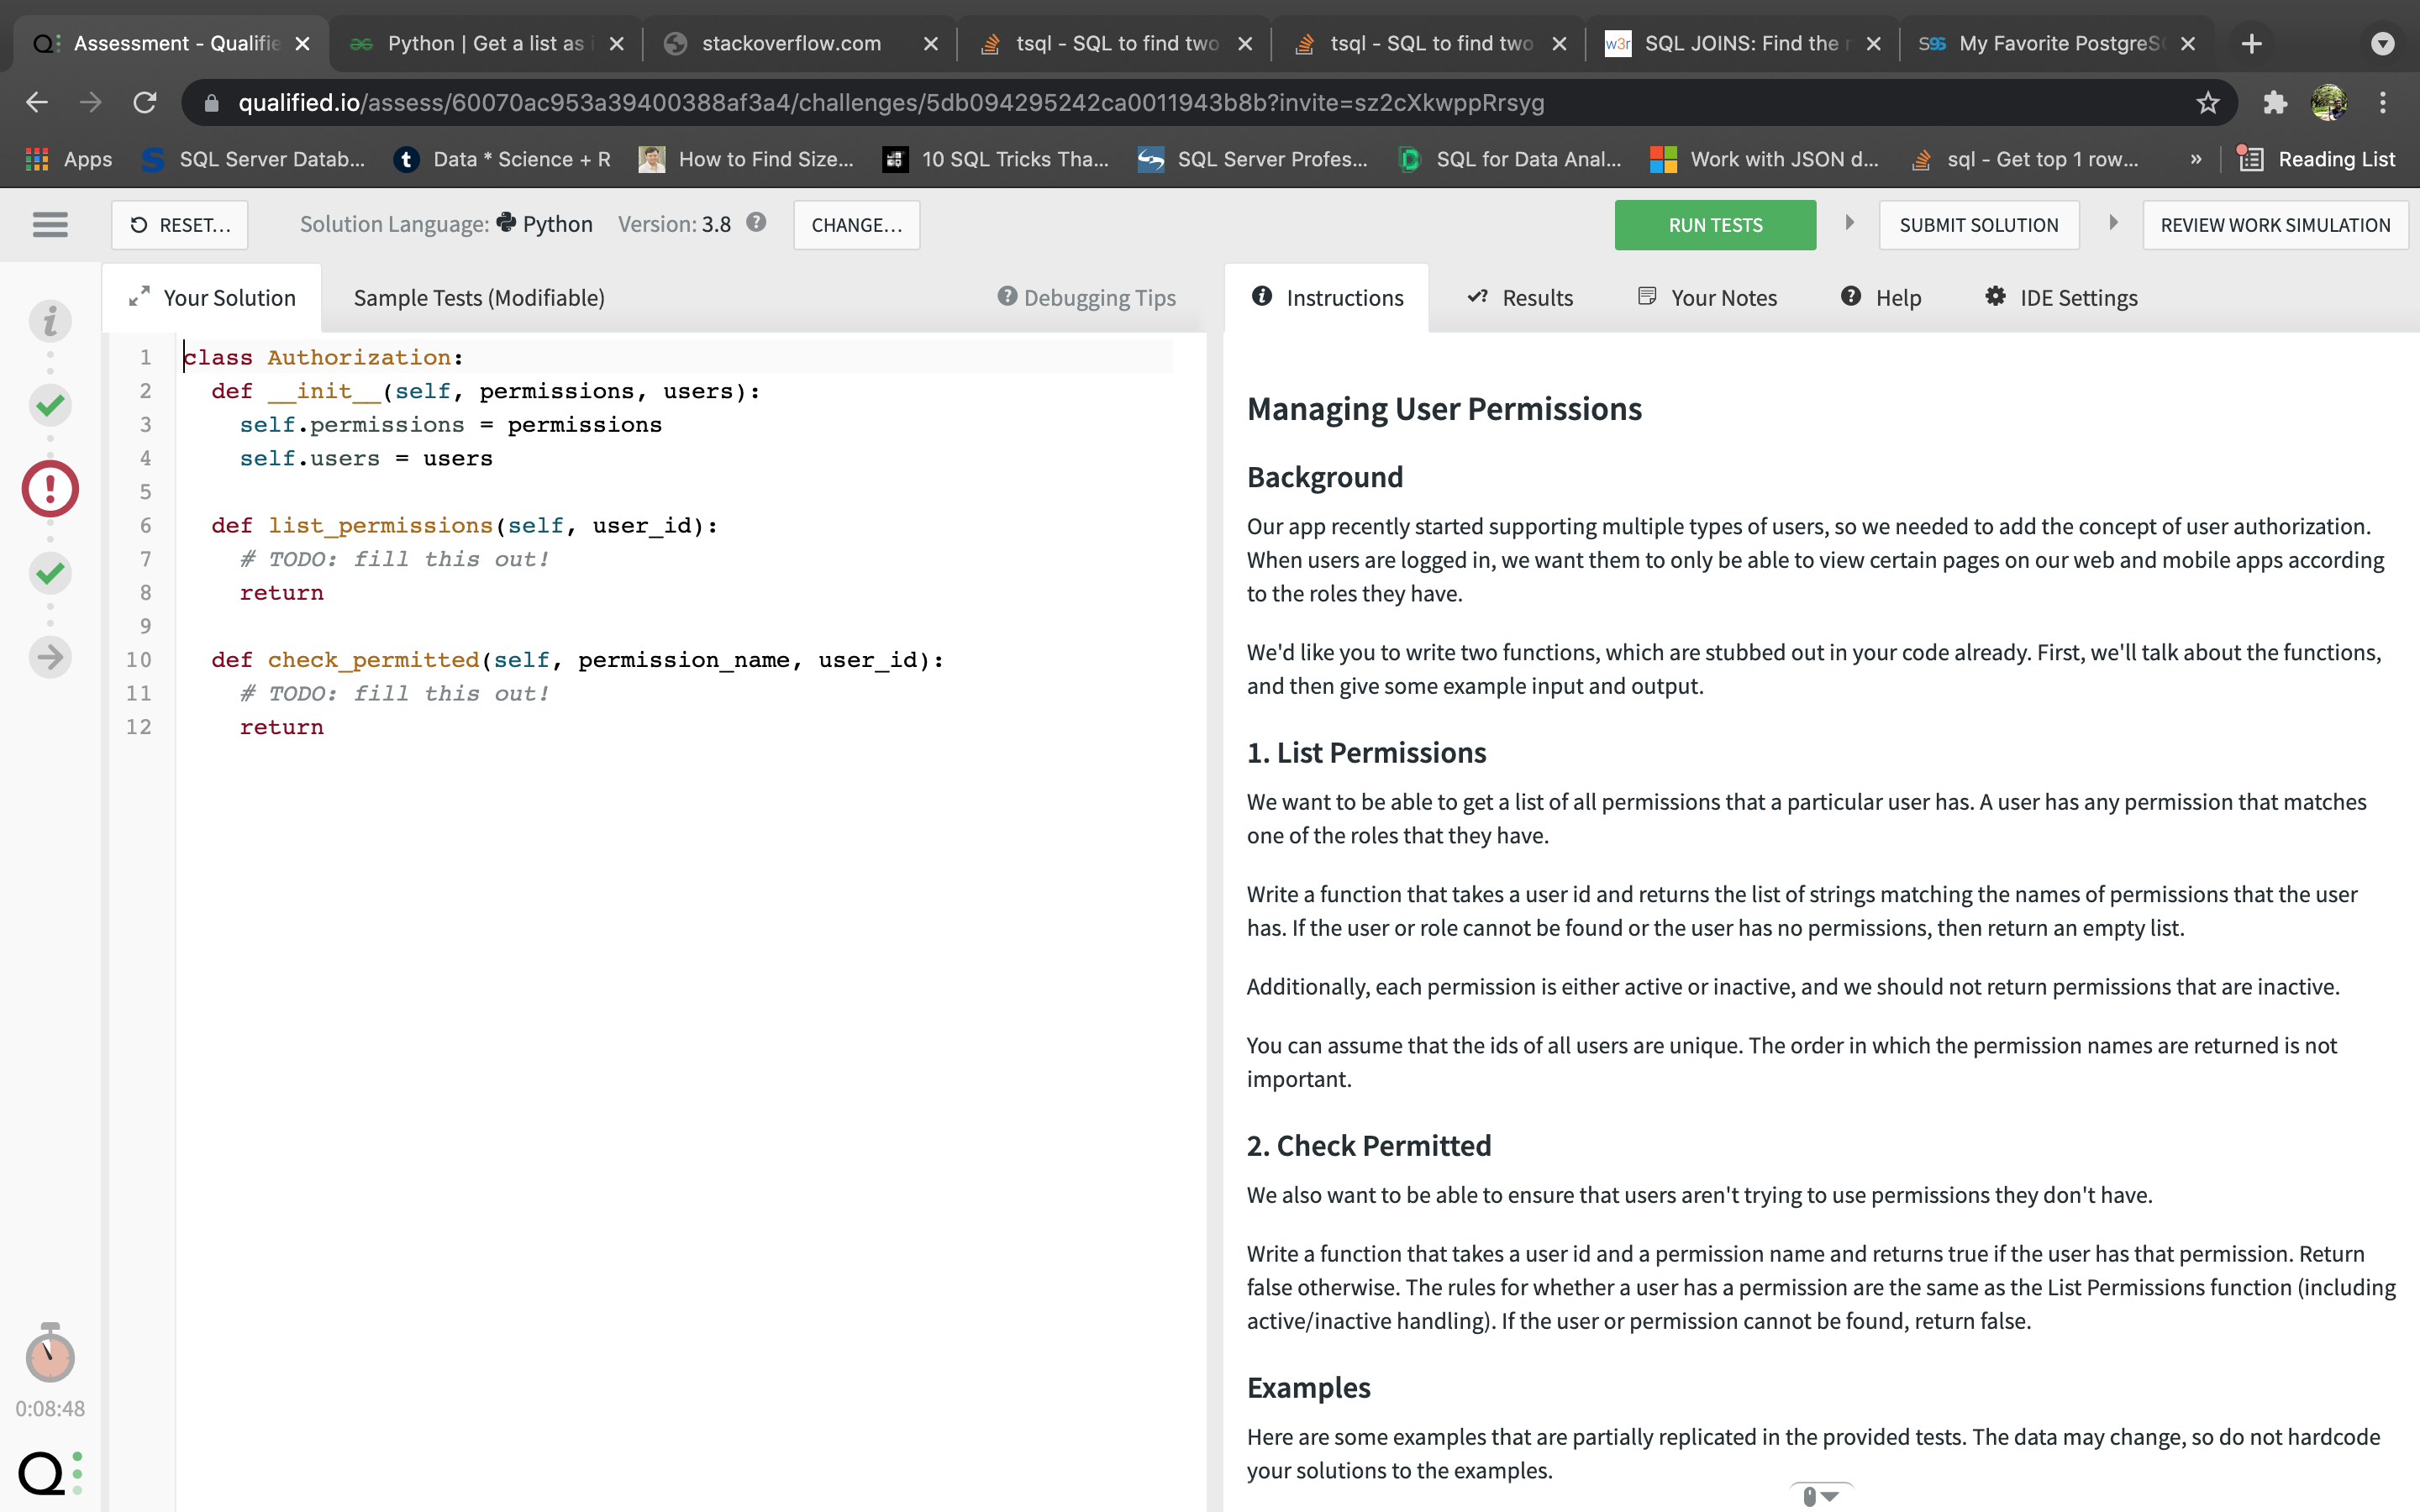 Assessment - Qualifie
Python | Get a list as i
stackoverflow.com
tsql - SQL to find two
tsql - SQL to find two
w3r SQL JOINS: Find the r
S95 My Favorite PostgreS
qualified.io/assess/60070ac953a39400388af3a4/challenges/5db094295242ca0011943b8b?invite=sz2cXkwppRrsyg
Apps
SQL Server Datab...
Data * Science + R
How to Find Size...
10 SQL Tricks Tha...
SQL Server Profes...
SQL for Data Anal...
Work with JSON d...
sql - Get top 1 row...
»
Reading List
RESET...
Solution Language: Python
Version: 3.8
CHANGE...
RUN TESTS
SUBMIT SOLUTION
REVIEW WORK SIMULATION
Your Solution
Sample Tests (Modifiable)
Debugging Tips
1 class Authorization:
2 def __init__(self, permissions, users):
3 self.permissions = permissions
4 self.users = users
5
6 def list_permissions(self, user_id):
7 # TODO: fill this out!
8 return
9
10 def check_permitted(self, permission_name, user_id):
11 # TODO: fill this out!
12 return
0:08:48
Instructions
Results
Your Notes
Help
IDE Settings
Managing User Permissions
Background
Our app recently started supporting multiple types of users, so we needed to add the concept of user authorization.
When users are logged in, we want them to only be able to view certain pages on our web and mobile apps according
to the roles they have.
We'd like you to write two functions, which are stubbed out in your code already. First, we'll talk about the functions,
and then give some example input and output.
1. List Permissions
We want to be able to get a list of all permissions that a particular user has. A user has any permission that matches
one of the roles that they have.
Write a function that takes a user id and returns the list of strings matching the names of permissions that the user
has. If the user or role cannot be found or the user has no permissions, then return an empty list.
Additionally, each permission is either active or inactive, and we should not return permissions that are inactive.
You can assume that the ids of all users are unique. The order in which the permission names are returned is not
important.
2. Check Permitted
We also want to be able to ensure that users aren't trying to use permissions they don't have.
Write a function that takes a user id and a permission name and returns true if the user has that permission. Return
false otherwise. The rules for whether a user has a permission are the same as the List Permissions function (including
active/inactive handling). If the user or permission cannot be found, return false.
Examples
Here are some examples that are partially replicated in the provided tests. The data may change, so do not hardcode
your solutions to the examples.